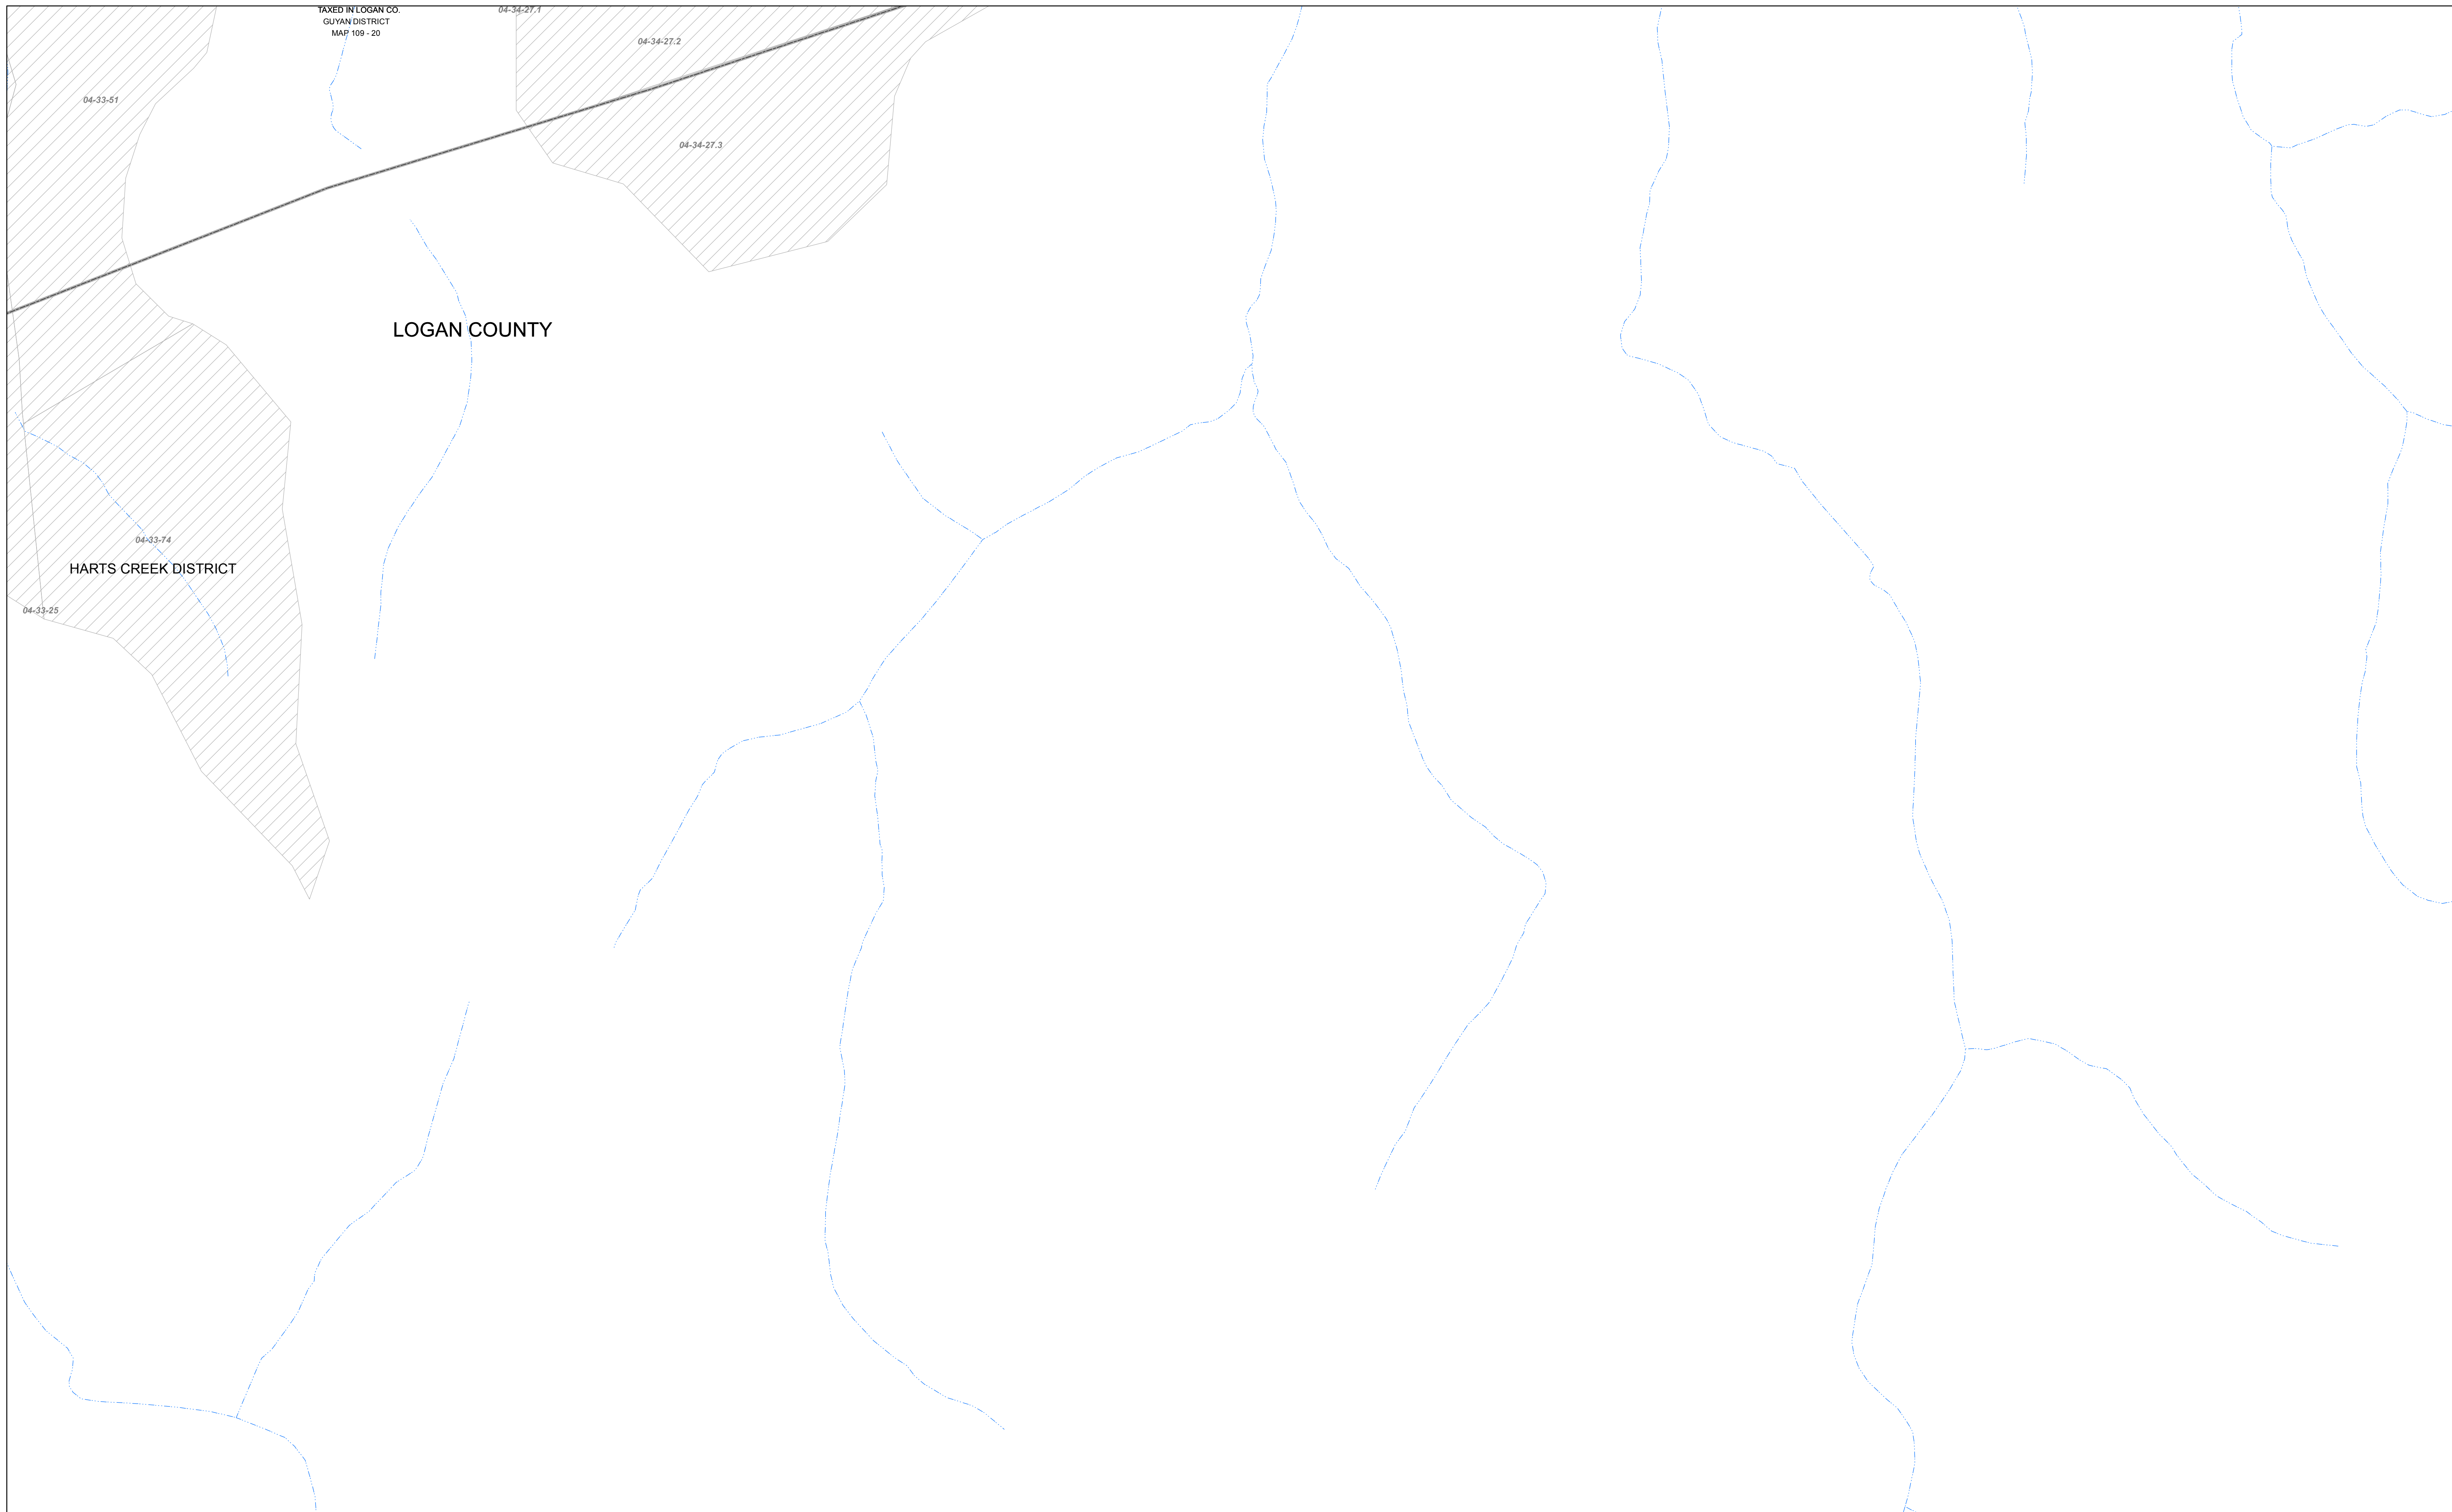 TAXED IN LOGAN CO.
GUYAN DISTRICT
MAP 109 - 20
04-34-27.1
04-34-27.2
04-33-51
04-34-27.3
LOGAN COUNTY
04-33-74
HARTS CREEK DISTRICT
04-33-25